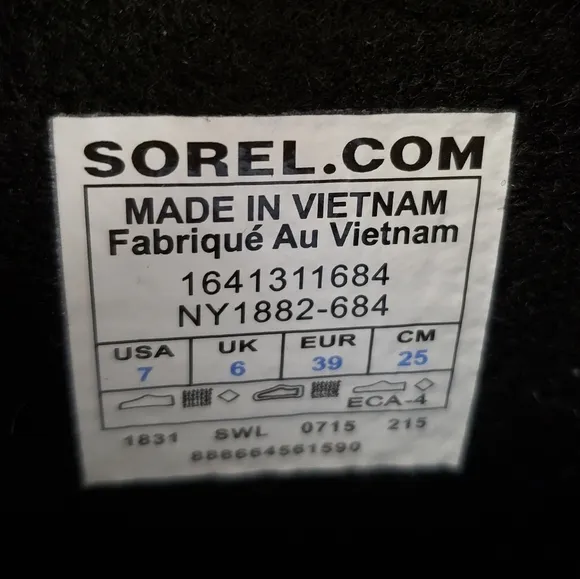 SOREL.COM
MADE IN VIETNAM
Fabriqué Au Vietnam
1641311684
NY1882-684
USA UK EUR CM
7 6 39 25
ECA-4
1831 SWL 0715 215
888664561590